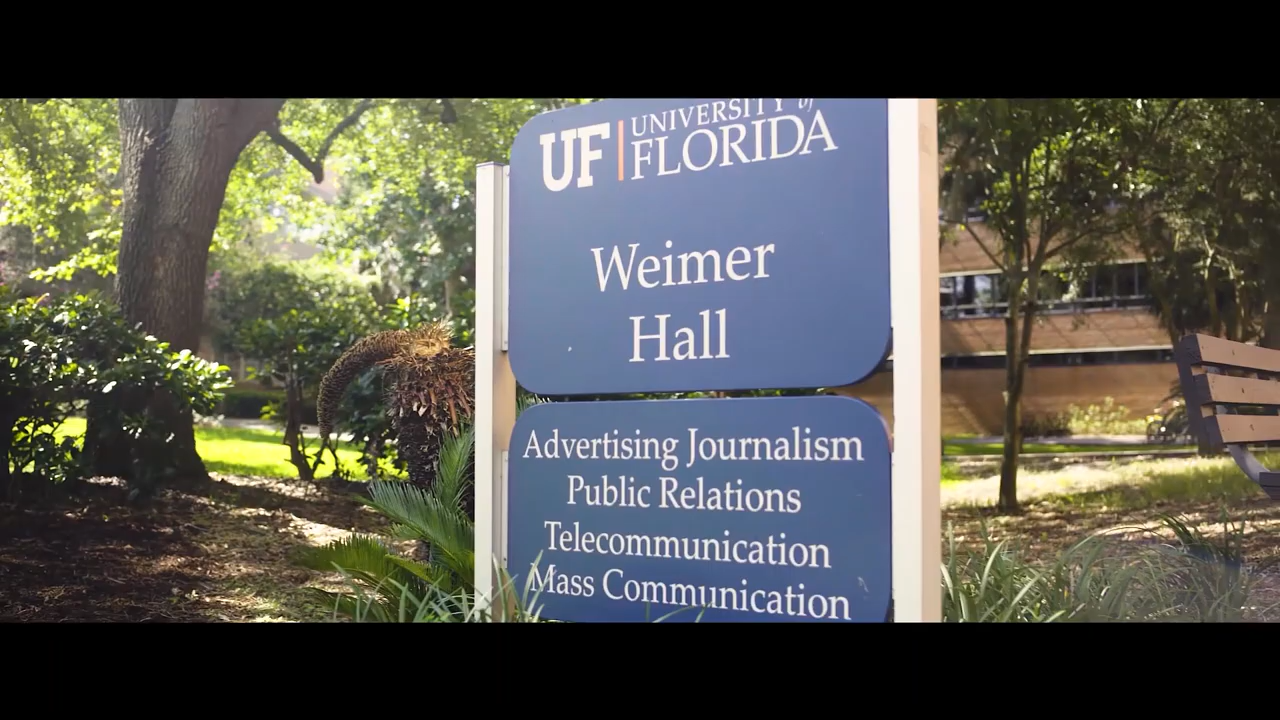 UF UNIVERSITY of
FLORIDA
Weimer
Hall
Advertising Journalism
Public Relations
Telecommunication
Mass Communication